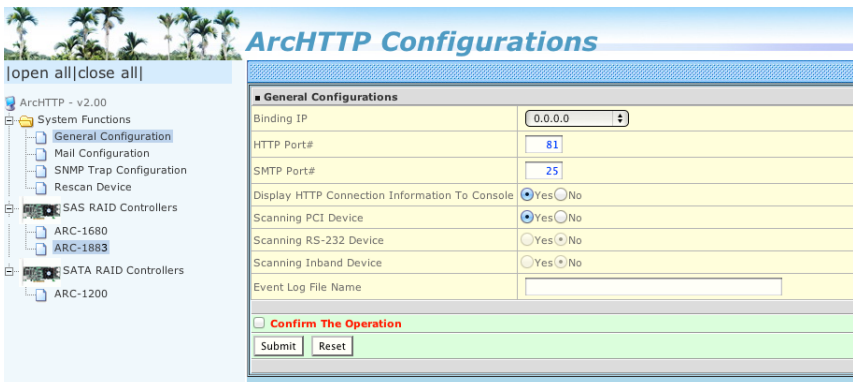 ArcHTTP Configurations
|open all|close all|
ArcHTTP - v2.00
System Functions
General Configuration
Mail Configuration
SNMP Trap Configuration
Rescan Device
SAS RAID Controllers
ARC-1680
ARC-1883
SATA RAID Controllers
ARC-1200
General Configurations
Binding IP 0.0.0.0
HTTP Port# 81
SMTP Port# 25
Display HTTP Connection Information To Console Yes No
Scanning PCI Device Yes No
Scanning RS-232 Device Yes No
Scanning Inband Device Yes No
Event Log File Name
Confirm The Operation
Submit Reset